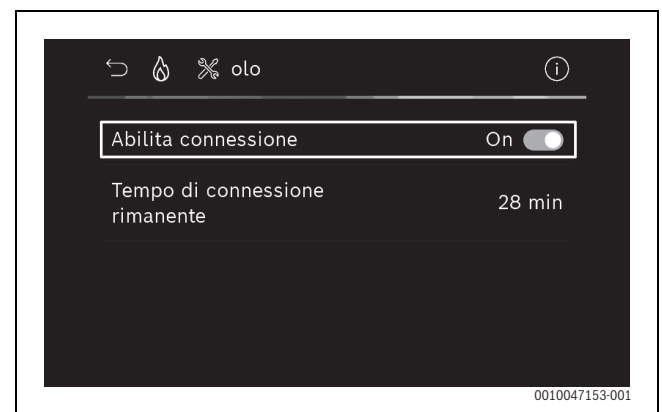 olo
Abilita connessione On
Tempo di connessione
rimanente
28 min
0010047153-001